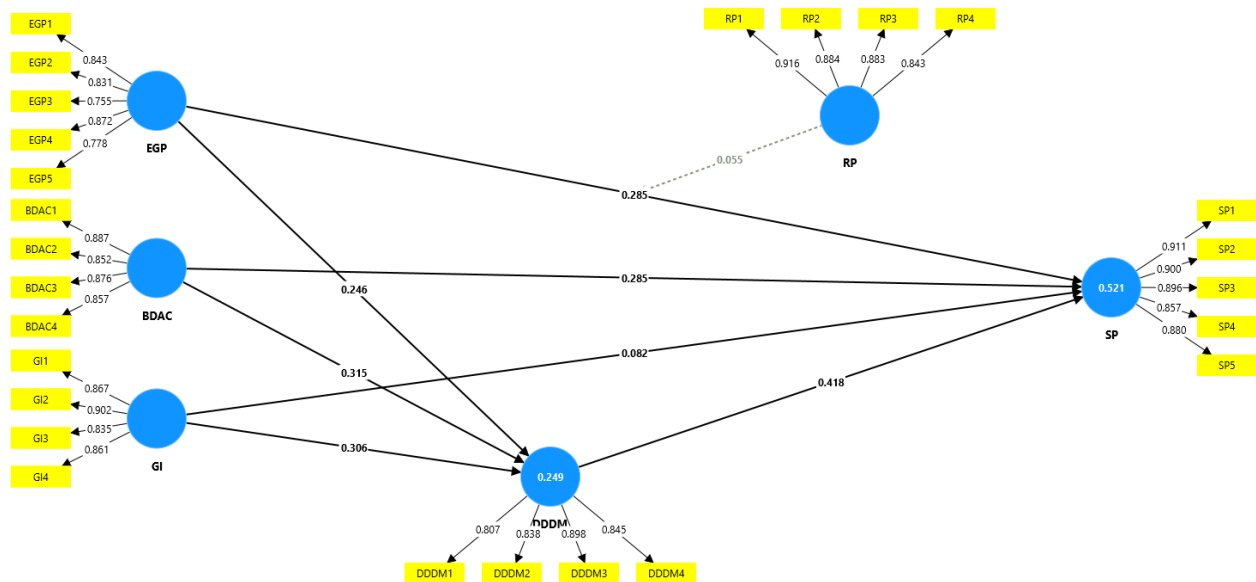 EGP1
EGP2
EGP3
EGP4
EGP5
0.843
0.831
0.755
0.872
0.778
EGP
BDAC1
BDAC2
BDAC3
BDAC4
0.887
0.852
0.876
0.857
BDAC
GI1
GI2
GI3
GI4
0.867
0.902
0.835
0.861
GI
RP1
RP2
RP3
RP4
0.916
0.884
0.883
0.843
RP
0.055
0.285
0.246
0.285
0.315
0.082
0.306
0.418
0.249
DDDM
0.807
0.838
0.898
0.845
DDDM1
DDDM2
DDDM3
DDDM4
0.521
SP
0.911
0.900
0.896
0.857
0.880
SP1
SP2
SP3
SP4
SP5